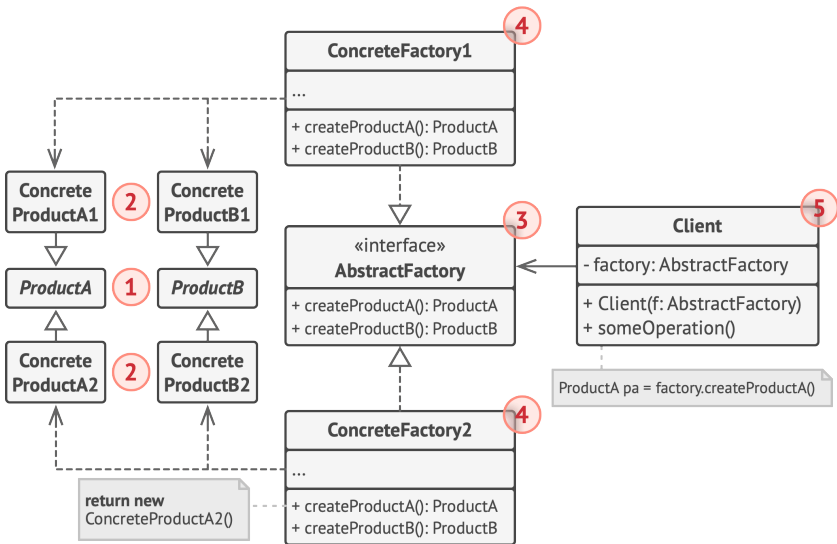 ConcreteFactory1
4
...
+ createProductA(): ProductA
+ createProductB(): ProductB
Concrete
ProductA1
2
Concrete
ProductB1
ProductA
1
ProductB
Concrete
ProductA2
2
Concrete
ProductB2
«interface»
AbstractFactory
3
+ createProductA(): ProductA
+ createProductB(): ProductB
Client
5
- factory: AbstractFactory
+ Client(f: AbstractFactory)
+ someOperation()
ProductA pa = factory.createProductA()
ConcreteFactory2
4
...
+ createProductA(): ProductA
+ createProductB(): ProductB
return new
ConcreteProductA2()